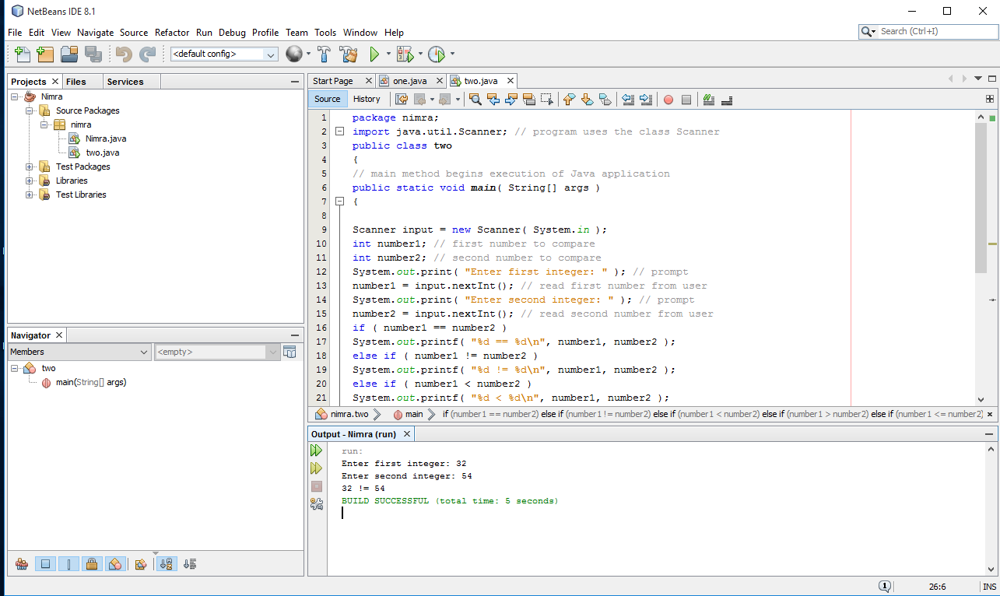 NetBeans IDE 8.1
File Edit View Navigate Source Refactor Run Debug Profile Team Tools Window Help
Search (Ctrl+I)
<default config>
Projects Files Services
Nimra
Source Packages
nimra
Nimra.java
two.java
Test Packages
Libraries
Test Libraries
Navigator
Members
<empty>
two
main(String[] args)
Start Page one.java two.java
Source History
1 package nimra;
2 import java.util.Scanner; // program uses the class Scanner
3 public class two
4 {
5 // main method begins execution of Java application
6 public static void main( String[] args )
7 {
8
9 Scanner input = new Scanner( System.in );
10 int number1; // first number to compare
11 int number2; // second number to compare
12 System.out.print( "Enter first integer: " ); // prompt
13 number1 = input.nextInt(); // read first number from user
14 System.out.print( "Enter second integer: " ); // prompt
15 number2 = input.nextInt(); // read second number from user
16 if ( number1 == number2 )
17 System.out.printf( "%d == %d\n", number1, number2 );
18 else if ( number1 != number2 )
19 System.out.printf( "%d != %d\n", number1, number2 );
20 else if ( number1 < number2 )
21 System.out.printf( "%d < %d\n", number1, number2 );
nimra.two main if (number1 == number2) else if (number1 != number2) else if (number1 < number2) else if (number1 > number2) else if (number1 <= number2)
Output - Nimra (run)
run:
Enter first integer: 32
Enter second integer: 54
32 != 54
BUILD SUCCESSFUL (total time: 5 seconds)
1 26:6 INS